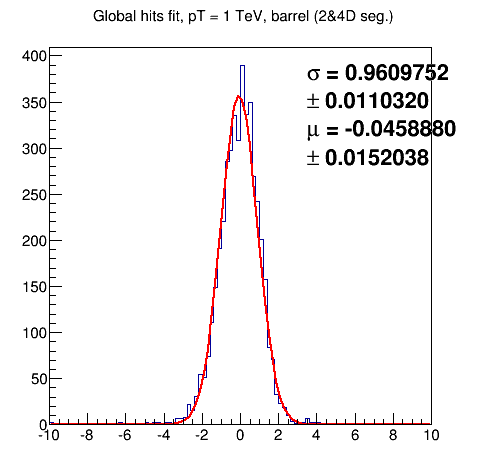 Global hits fit, pT = 1 TeV, barrel (2&4D seg.)
σ = 0.9609752
± 0.0110320
μ = -0.0458880
± 0.0152038
400
350
300
250
200
150
100
50
0
-10 -8 -6 -4 -2 0 2 4 6 8 10